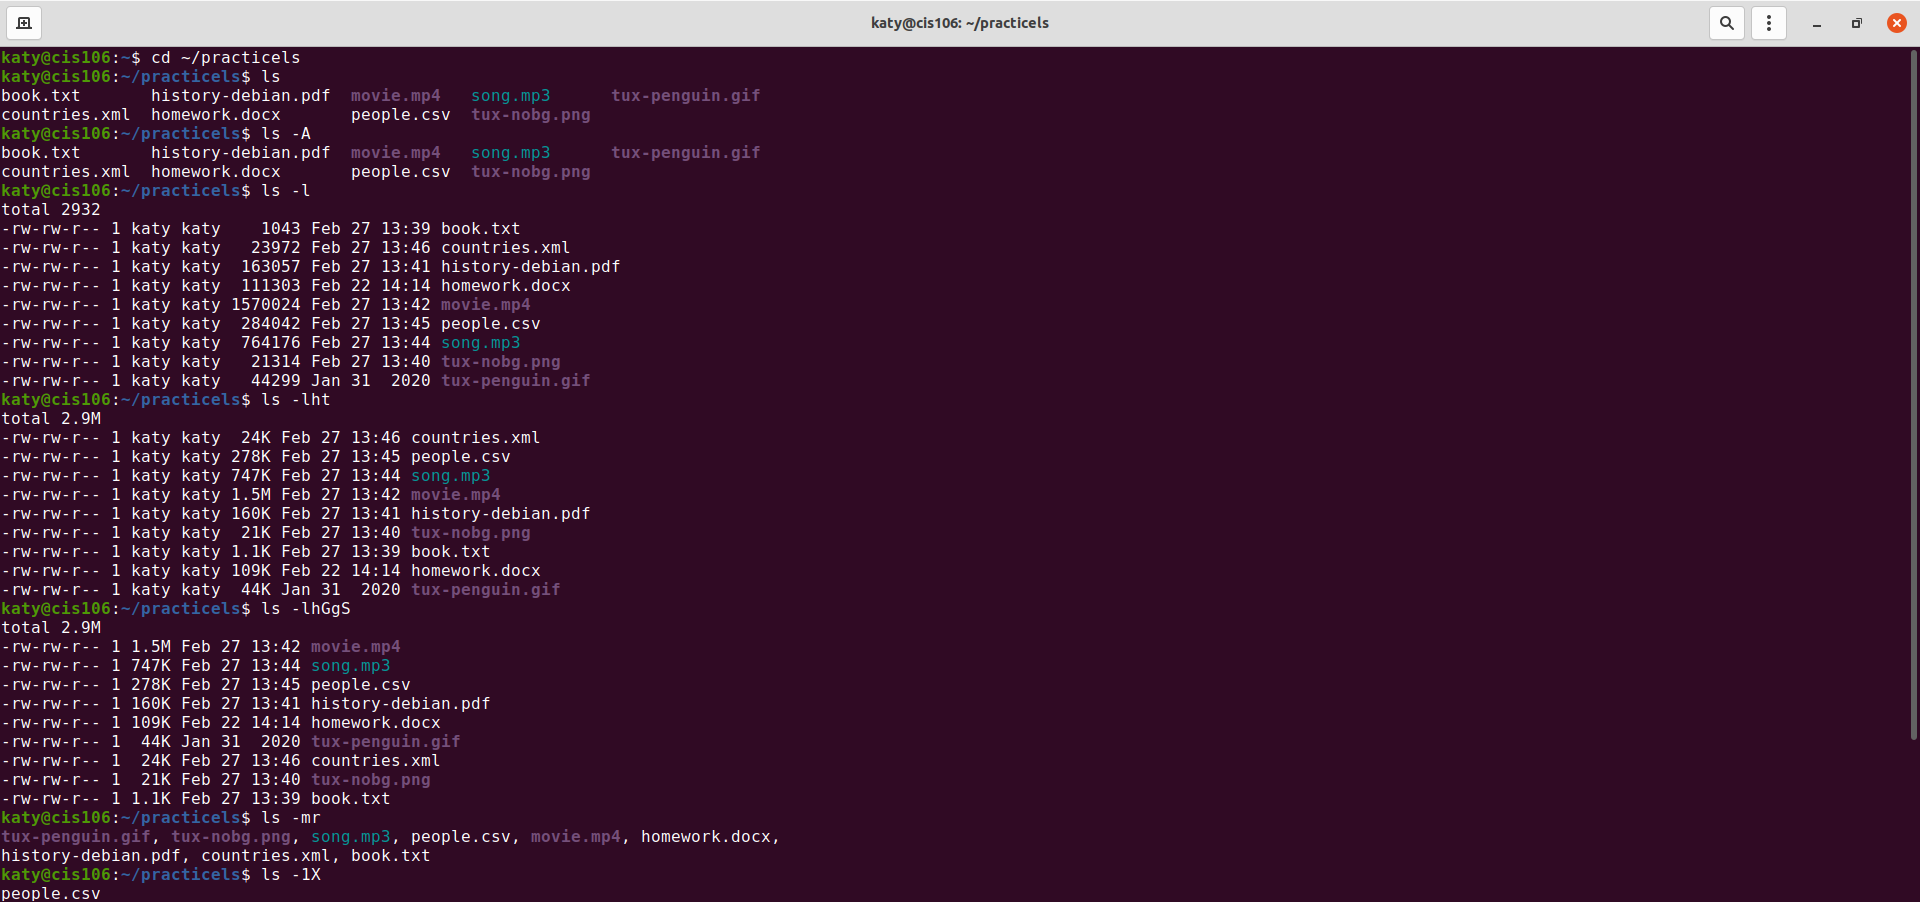 katy@cis106: ~/practicels
katy@cis106:~$ cd ~/practicels
katy@cis106:~/practicels$ ls
book.txt       history-debian.pdf  movie.mp4   song.mp3      tux-penguin.gif
countries.xml  homework.docx       people.csv  tux-nobg.png
katy@cis106:~/practicels$ ls -A
book.txt       history-debian.pdf  movie.mp4   song.mp3      tux-penguin.gif
countries.xml  homework.docx       people.csv  tux-nobg.png
katy@cis106:~/practicels$ ls -l
total 2932
-rw-rw-r-- 1 katy katy    1043 Feb 27 13:39 book.txt
-rw-rw-r-- 1 katy katy   23972 Feb 27 13:46 countries.xml
-rw-rw-r-- 1 katy katy  163057 Feb 27 13:41 history-debian.pdf
-rw-rw-r-- 1 katy katy  111303 Feb 22 14:14 homework.docx
-rw-rw-r-- 1 katy katy 1570024 Feb 27 13:42 movie.mp4
-rw-rw-r-- 1 katy katy  284042 Feb 27 13:45 people.csv
-rw-rw-r-- 1 katy katy  764176 Feb 27 13:44 song.mp3
-rw-rw-r-- 1 katy katy   21314 Feb 27 13:40 tux-nobg.png
-rw-rw-r-- 1 katy katy   44299 Jan 31  2020 tux-penguin.gif
katy@cis106:~/practicels$ ls -lht
total 2.9M
-rw-rw-r-- 1 katy katy  24K Feb 27 13:46 countries.xml
-rw-rw-r-- 1 katy katy 278K Feb 27 13:45 people.csv
-rw-rw-r-- 1 katy katy 747K Feb 27 13:44 song.mp3
-rw-rw-r-- 1 katy katy 1.5M Feb 27 13:42 movie.mp4
-rw-rw-r-- 1 katy katy 160K Feb 27 13:41 history-debian.pdf
-rw-rw-r-- 1 katy katy  21K Feb 27 13:40 tux-nobg.png
-rw-rw-r-- 1 katy katy 1.1K Feb 27 13:39 book.txt
-rw-rw-r-- 1 katy katy 109K Feb 22 14:14 homework.docx
-rw-rw-r-- 1 katy katy  44K Jan 31  2020 tux-penguin.gif
katy@cis106:~/practicels$ ls -lhGgS
total 2.9M
-rw-rw-r-- 1 1.5M Feb 27 13:42 movie.mp4
-rw-rw-r-- 1 747K Feb 27 13:44 song.mp3
-rw-rw-r-- 1 278K Feb 27 13:45 people.csv
-rw-rw-r-- 1 160K Feb 27 13:41 history-debian.pdf
-rw-rw-r-- 1 109K Feb 22 14:14 homework.docx
-rw-rw-r-- 1  44K Jan 31  2020 tux-penguin.gif
-rw-rw-r-- 1  24K Feb 27 13:46 countries.xml
-rw-rw-r-- 1  21K Feb 27 13:40 tux-nobg.png
-rw-rw-r-- 1 1.1K Feb 27 13:39 book.txt
katy@cis106:~/practicels$ ls -mr
tux-penguin.gif, tux-nobg.png, song.mp3, people.csv, movie.mp4, homework.docx,
history-debian.pdf, countries.xml, book.txt
katy@cis106:~/practicels$ ls -1X
people.csv